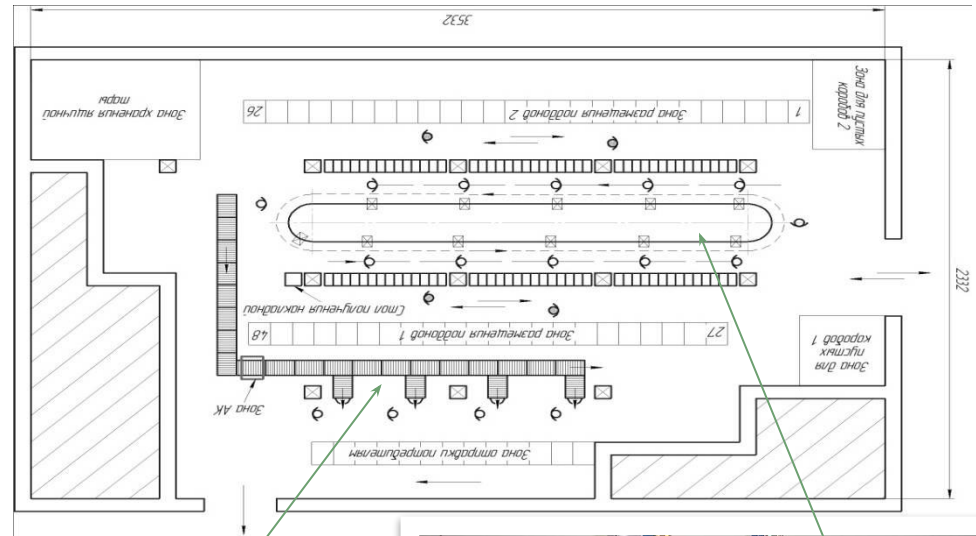 3532
Зона хранения ящичной
тары
26
Зона размещения поддонов 2
1
Зона для пустых
коробов 2
2332
Стол получения накладной
48
Зона размещения поддонов 1
27
Зона для
пустых
коробов 1
Зона АК
Зона отправки потребителям